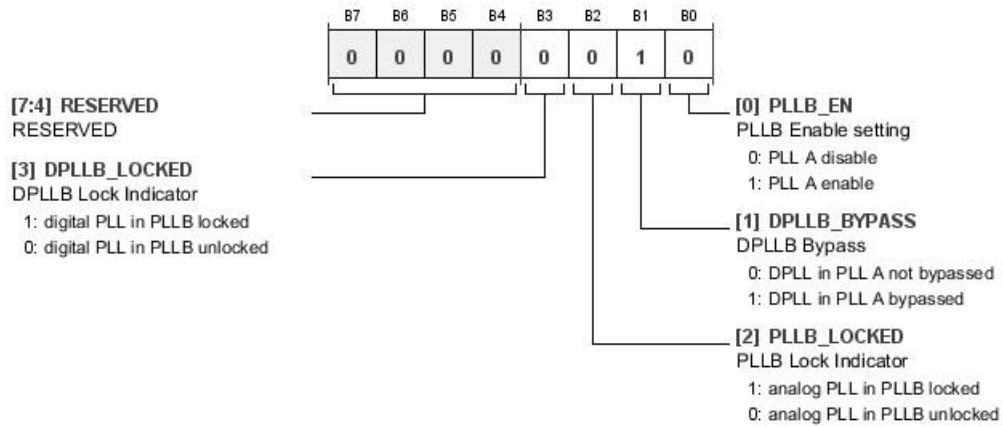 B7 B6 B5 B4 B3 B2 B1 B0
0 0 0 0 0 0 1 0
[7:4] RESERVED
RESERVED
[3] DPLLB_LOCKED
DPLLB Lock Indicator
1: digital PLL in PLLB locked
0: digital PLL in PLLB unlocked
[0] PLLB_EN
PLLB Enable setting
0: PLL A disable
1: PLL A enable
[1] DPLLB_BYPASS
DPLLB Bypass
0: DPLL in PLL A not bypassed
1: DPLL in PLL A bypassed
[2] PLLB_LOCKED
PLLB Lock Indicator
1: analog PLL in PLLB locked
0: analog PLL in PLLB unlocked